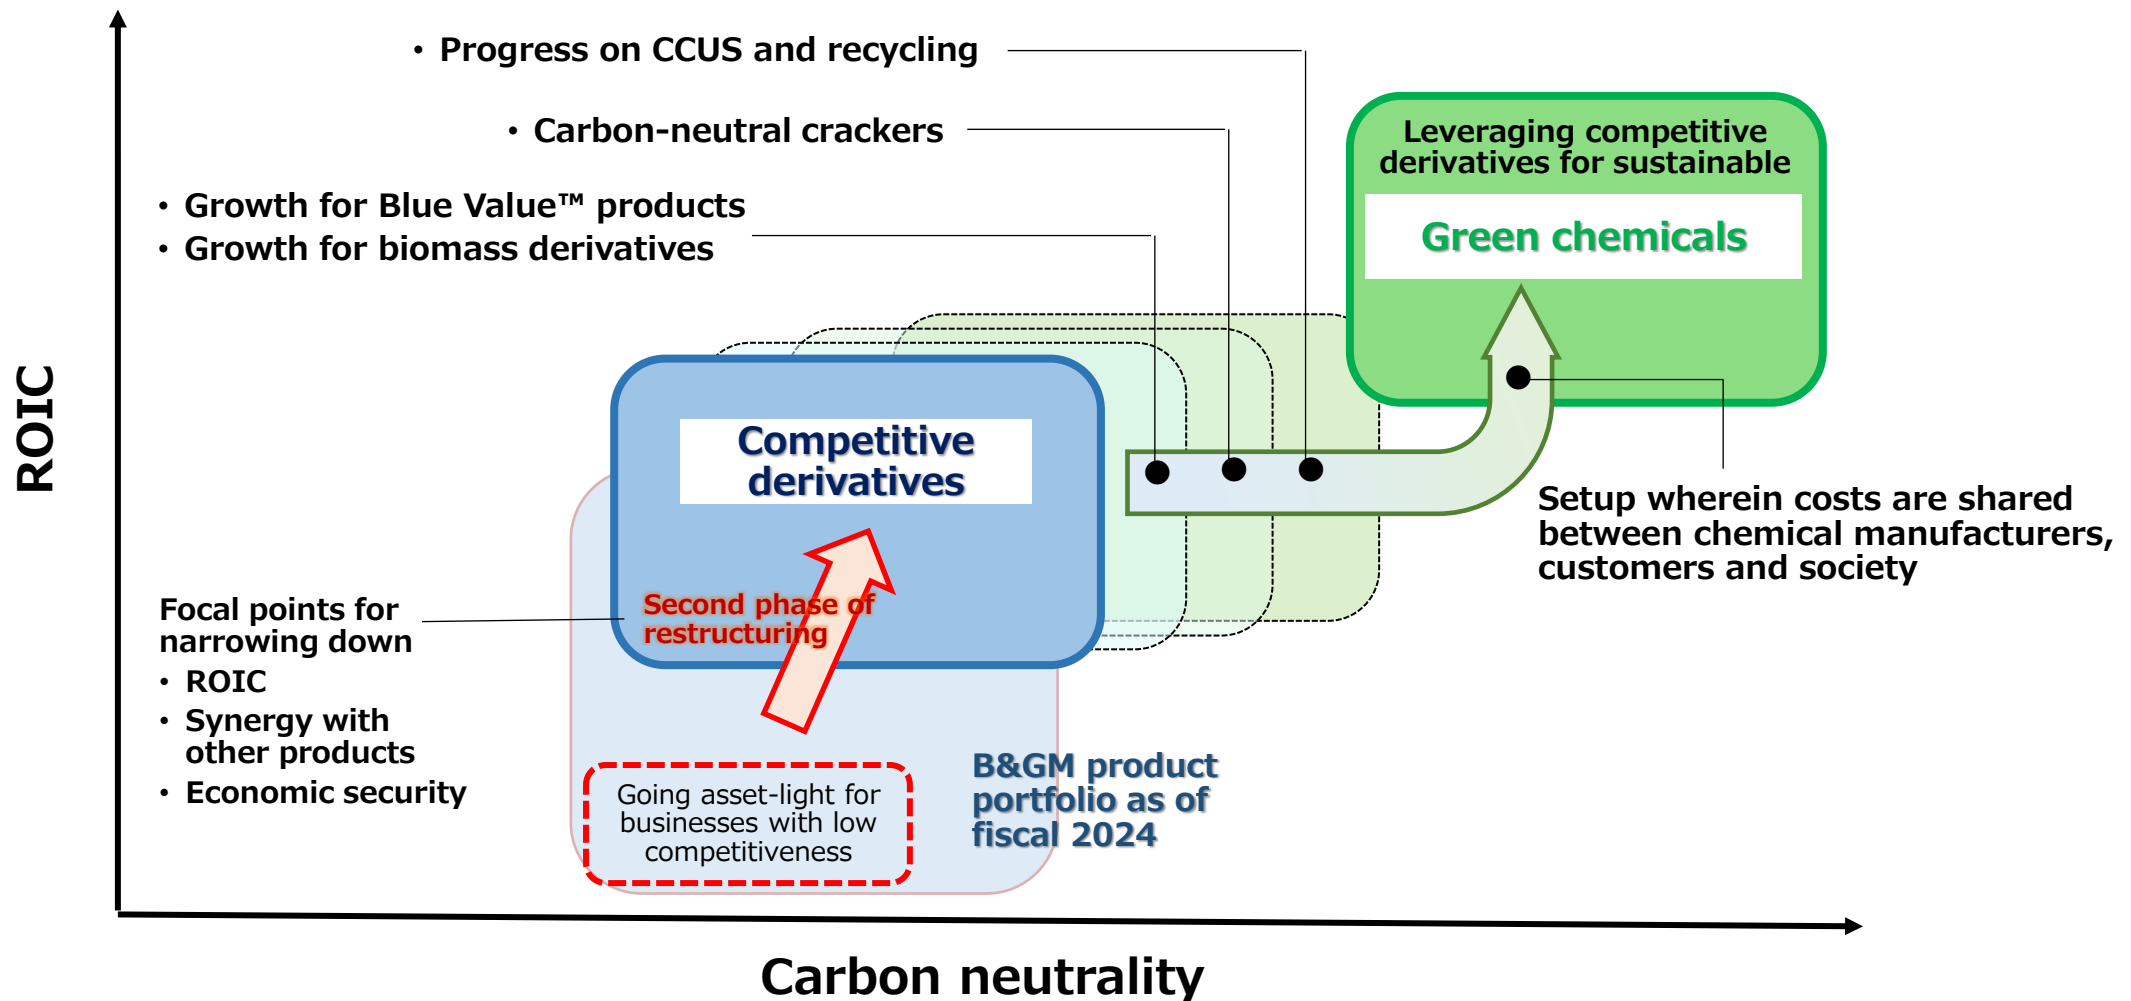 • Progress on CCUS and recycling
• Carbon-neutral crackers
• Growth for Blue Value™ products
• Growth for biomass derivatives
Leveraging competitive
derivatives for sustainable
Green chemicals
ROIC
Competitive
derivatives
Setup wherein costs are shared
between chemical manufacturers,
customers and society
Focal points for
narrowing down
• ROIC
• Synergy with
other products
• Economic security
Second phase of
restructuring
Going asset-light for
businesses with low
competitiveness
B&GM product
portfolio as of
fiscal 2024
Carbon neutrality